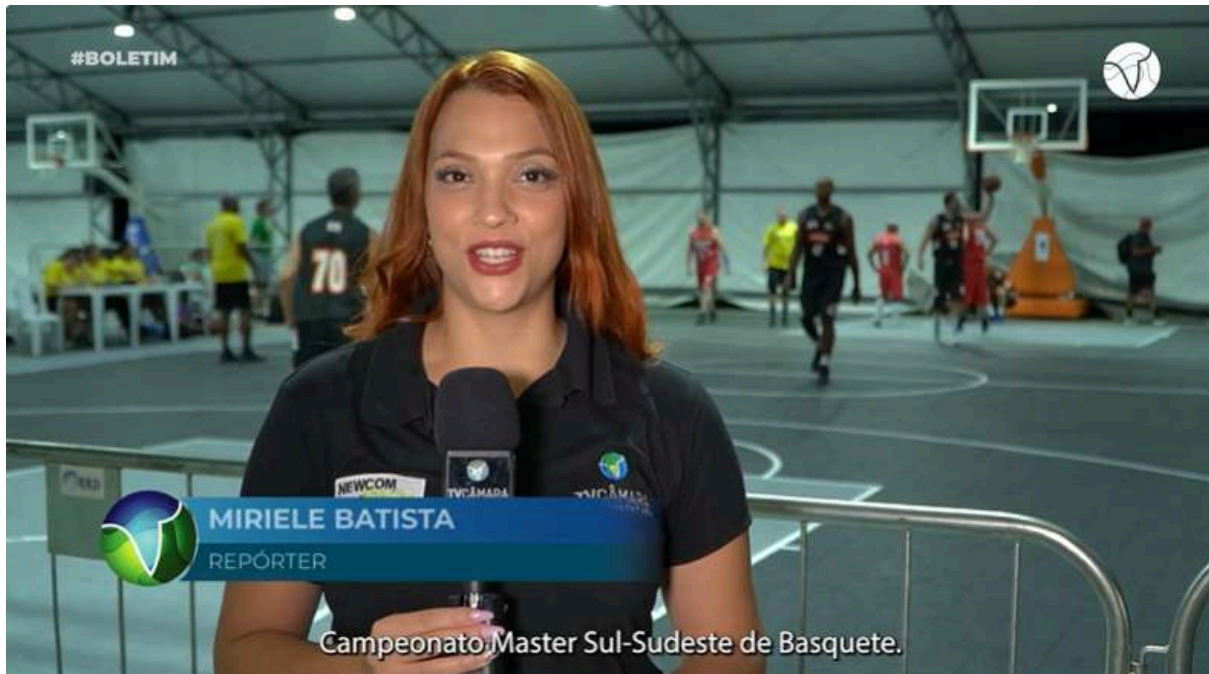 #BOLETIM
70
NEWCOM
TVCÂMARA
TVCÂMARA
MIRIELE BATISTA
REPÓRTER
Campeonato Master Sul-Sudeste de Basquete.